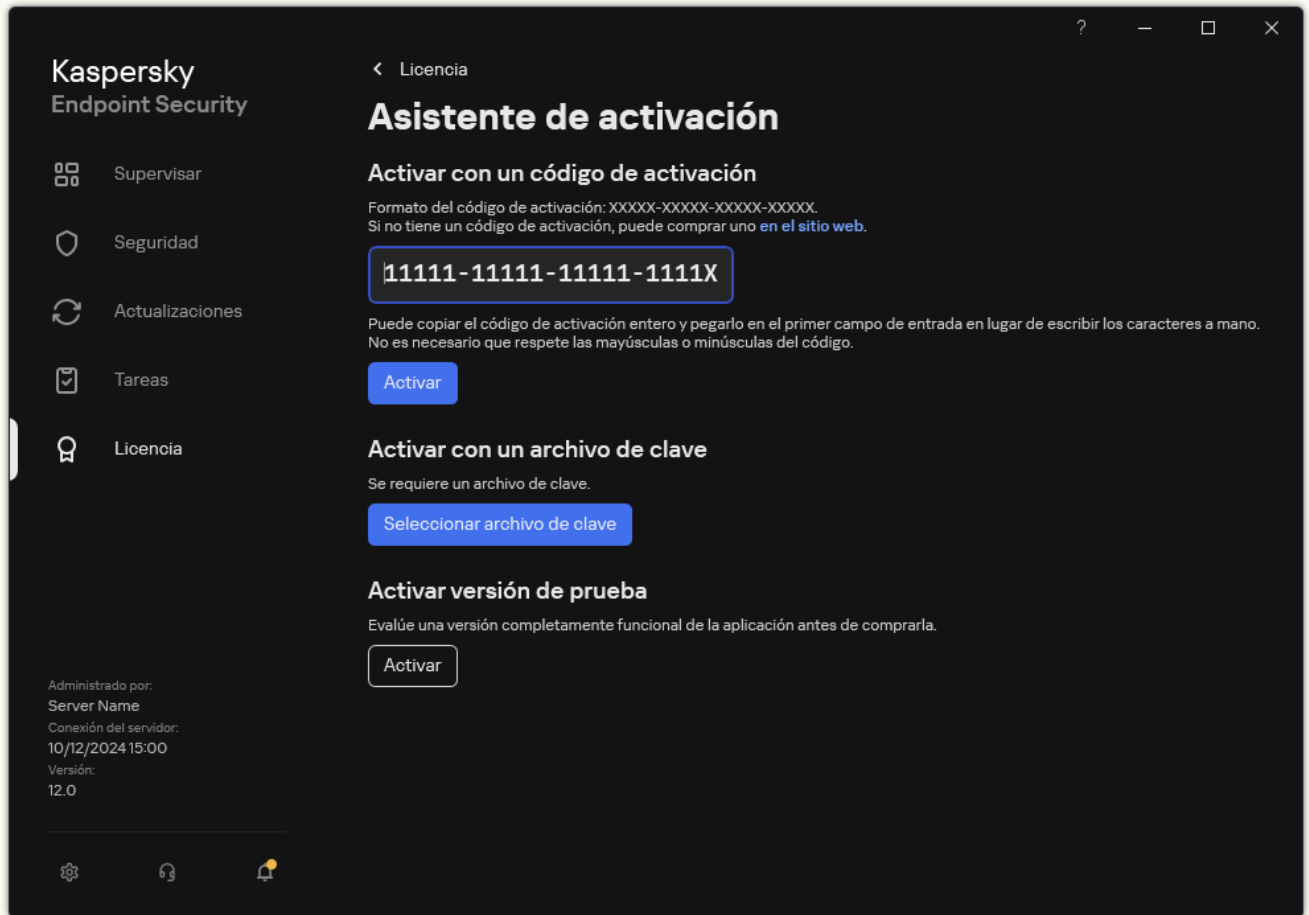 ?
Kaspersky
Endpoint Security
Supervisar
Seguridad
Actualizaciones
Tareas
Licencia
Administrado por:
Server Name
Conexión del servidor:
10/12/2024 15:00
Versión:
12.0
Licencia
Asistente de activación
Activar con un código de activación
Formato del código de activación: XXXXX-XXXXX-XXXXX-XXXXX.
Si no tiene un código de activación, puede comprar uno en el sitio web.
11111-11111-11111-1111X
Puede copiar el código de activación entero y pegarlo en el primer campo de entrada en lugar de escribir los caracteres a mano.
No es necesario que respete las mayúsculas o minúsculas del código.
Activar
Activar con un archivo de clave
Se requiere un archivo de clave.
Seleccionar archivo de clave
Activar versión de prueba
Evalúe una versión completamente funcional de la aplicación antes de comprarla.
Activar